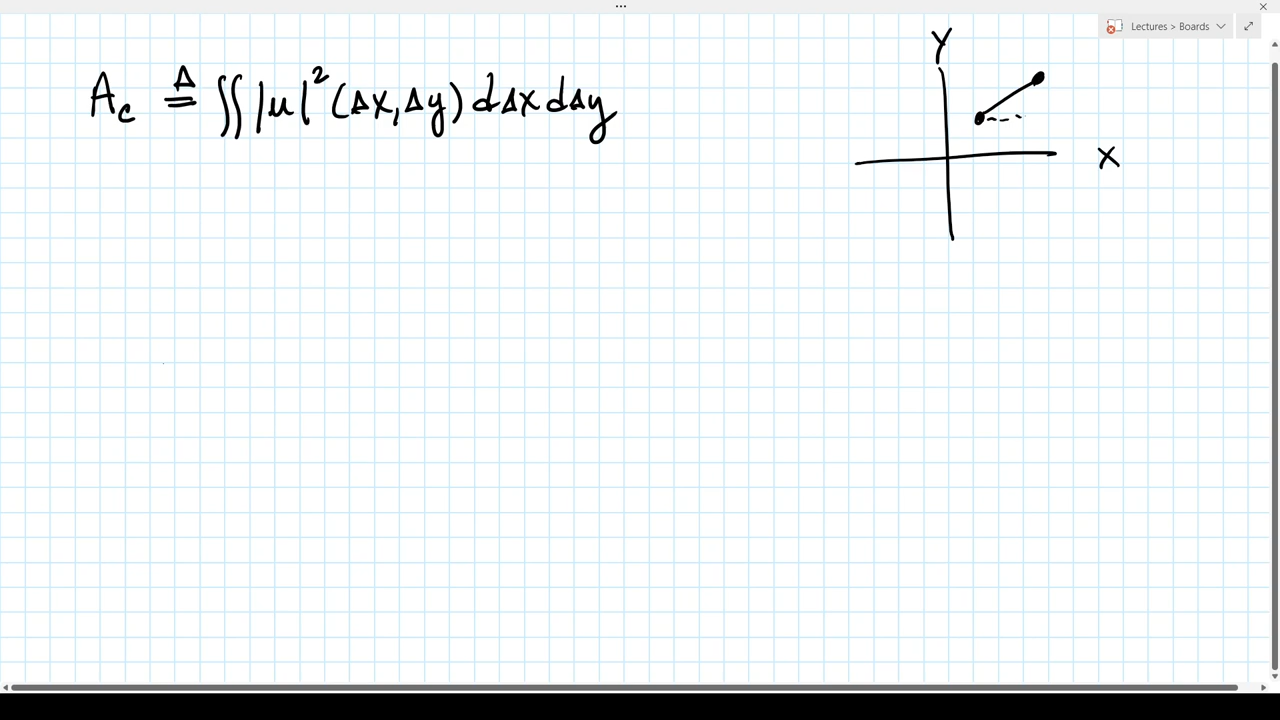 ... 
Lectures > Boards
Y
A_c ≜ ∬ |μ|² (Δx, Δy) dΔx dΔy
X